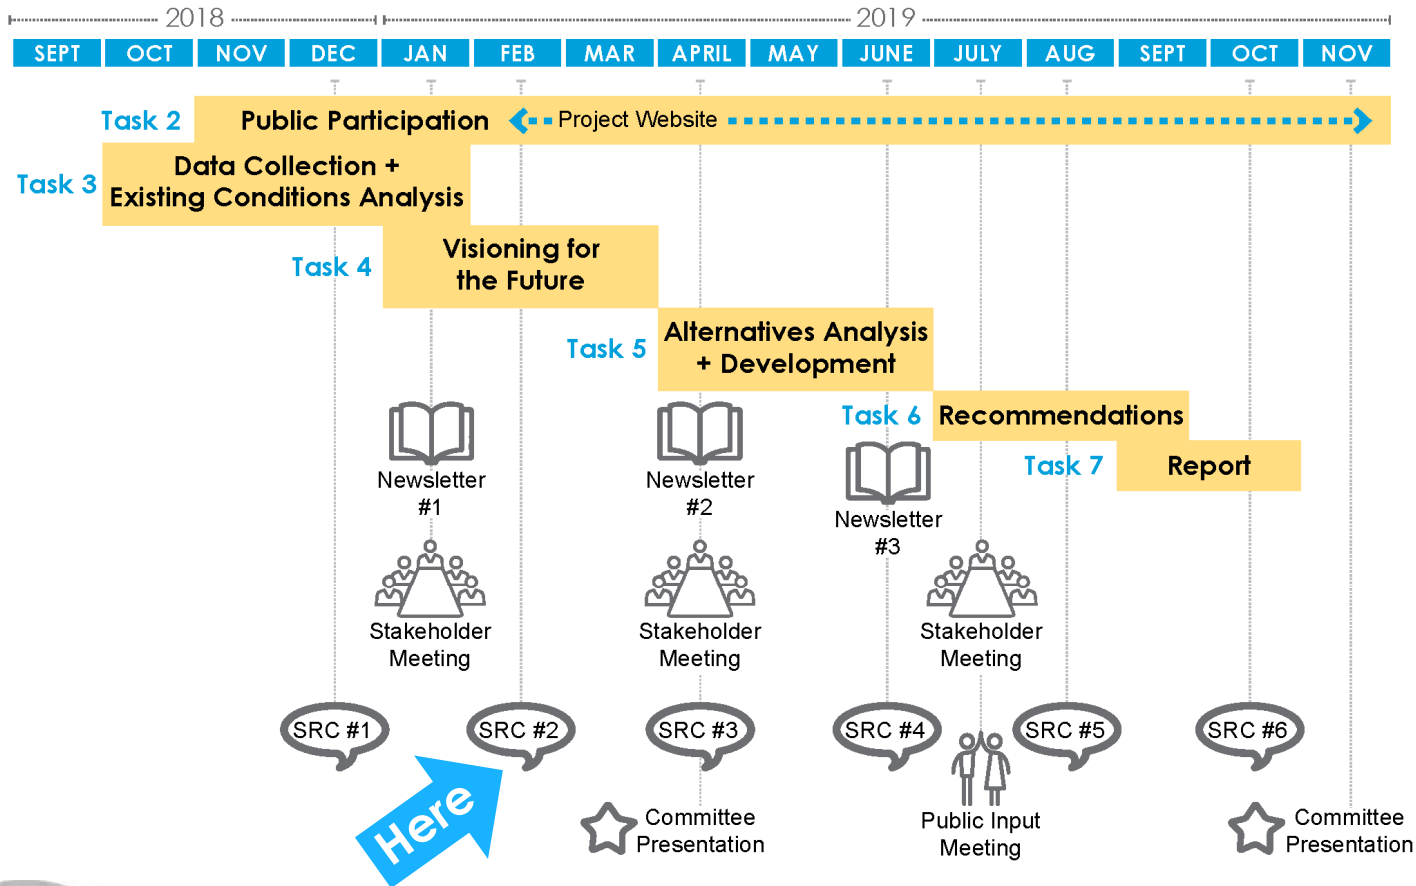 2018
2019
SEPT OCT NOV DEC JAN FEB MAR APRIL MAY JUNE JULY AUG SEPT OCT NOV
Task 2
Public Participation
Project Website
Task 3
Data Collection +
Existing Conditions Analysis
Task 4
Visioning for
the Future
Task 5
Alternatives Analysis
+ Development
Task 6
Recommendations
Task 7
Report
Newsletter
#1
Newsletter
#2
Newsletter
#3
Stakeholder
Meeting
Stakeholder
Meeting
Stakeholder
Meeting
SRC #1
SRC #2
SRC #3
SRC #4
SRC #5
SRC #6
Here
Committee
Presentation
Public Input
Meeting
Committee
Presentation